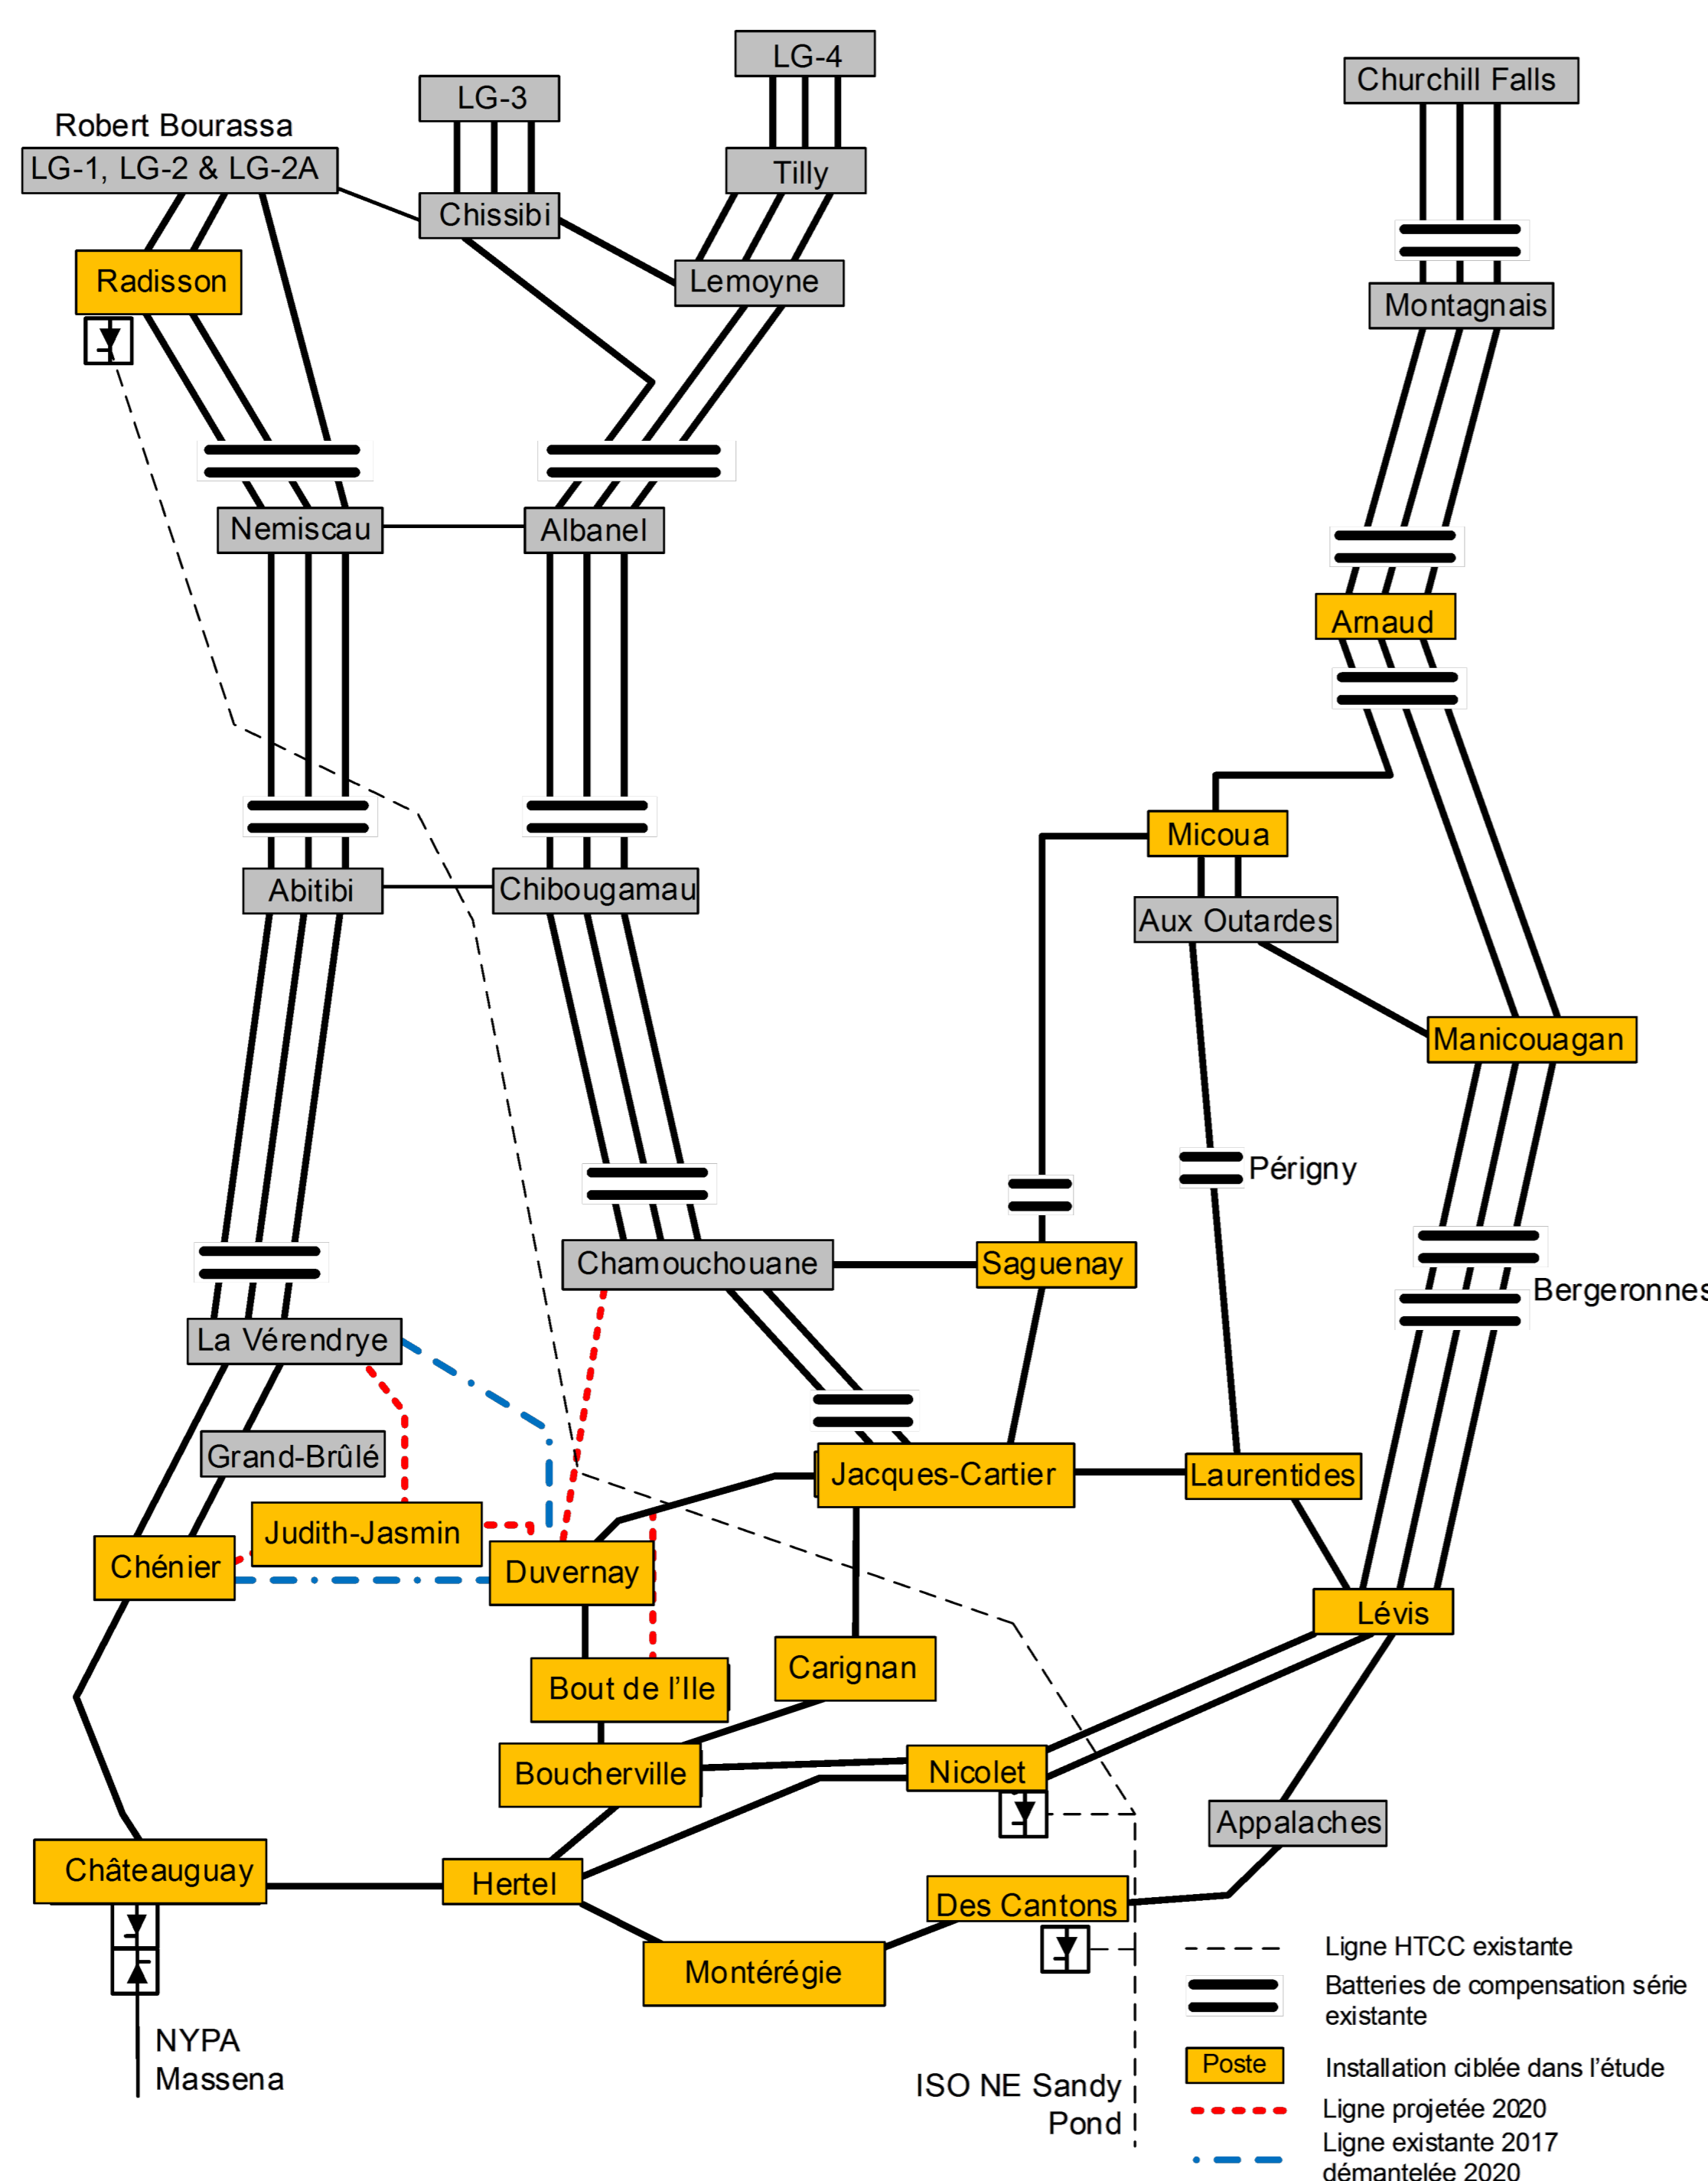 LG-4
Churchill Falls
LG-3
Robert Bourassa
LG-1, LG-2 & LG-2A
Tilly
Chissibi
Radisson
Lemoyne
Montagnais
Nemiscau
Albanel
Arnaud
Micoua
Abitibi
Chibougamau
Aux Outardes
Manicouagan
Périgny
Chamouchouane
Saguenay
Bergeronnes
La Vérendrye
Grand-Brûlé
Jacques-Cartier
Laurentides
Judith-Jasmin
Chénier
Duvernay
Lévis
Carignan
Bout de l'Ile
Boucherville
Nicolet
Appalaches
Châteauguay
Hertel
Des Cantons
Montérégie
NYPA
Massena
ISO NE Sandy
Pond
Ligne HTCC existante
Batteries de compensation série
existante
Poste
Installation ciblée dans l'étude
Ligne projetée 2020
Ligne existante 2017
démantelée 2020